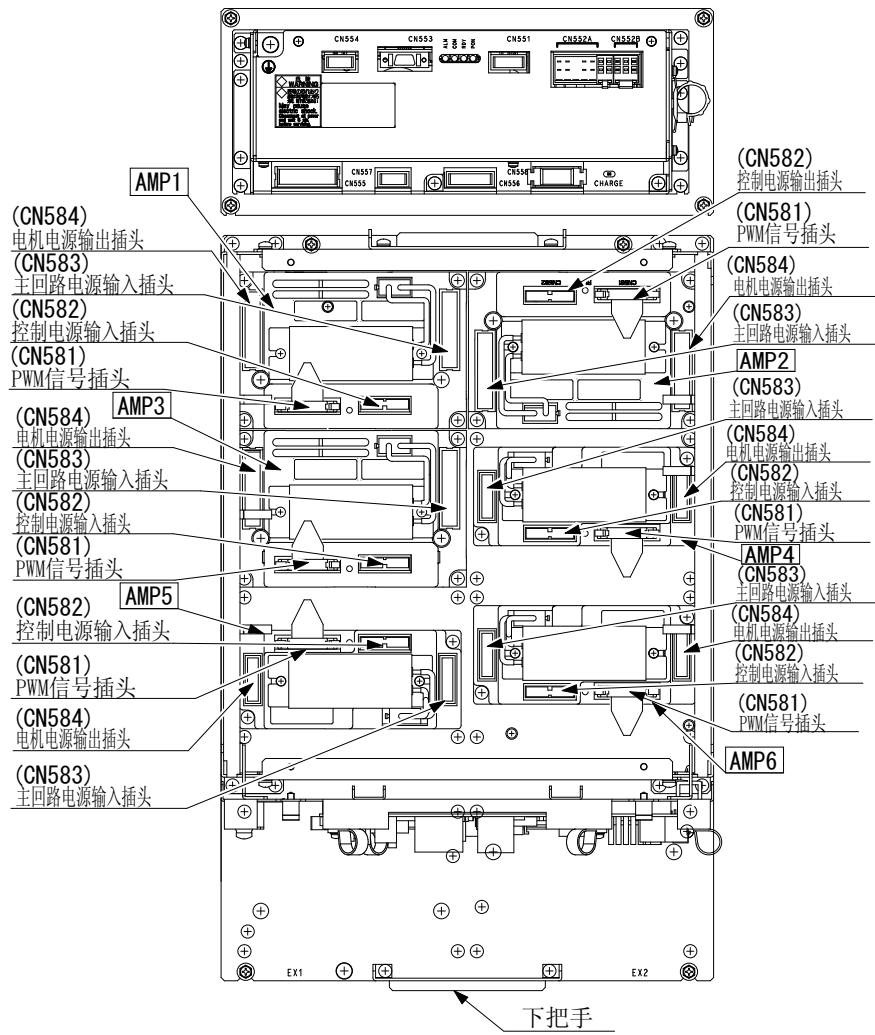 CN554
CN553
ALM
COM
RDY
PON
CN551
CN552A
CN552B
WARNING
May cause
electric shock.
CN557
CN555
CN556
CN558
CHARGE
AMP1
(CN584)
电机电源输出插头
(CN583)
主回路电源输入插头
(CN582)
控制电源输入插头
(CN581)
PWM信号插头
AMP3
(CN584)
电机电源输出插头
(CN583)
主回路电源输入插头
(CN582)
控制电源输入插头
(CN581)
PWM信号插头
AMP5
(CN582)
控制电源输入插头
(CN581)
PWM信号插头
(CN584)
电机电源输出插头
(CN583)
主回路电源输入插头
(CN582)
控制电源输出插头
(CN581)
PWM信号插头
(CN584)
电机电源输出插头
(CN583)
主回路电源输入插头
AMP2
(CN583)
主回路电源输入插头
(CN584)
电机电源输出插头
(CN582)
控制电源输入插头
(CN581)
PWM信号插头
AMP4
(CN583)
主回路电源输入插头
(CN584)
电机电源输出插头
(CN582)
控制电源输入插头
(CN581)
PWM信号插头
AMP6
CN582
CN581
EX1
EX2
下把手